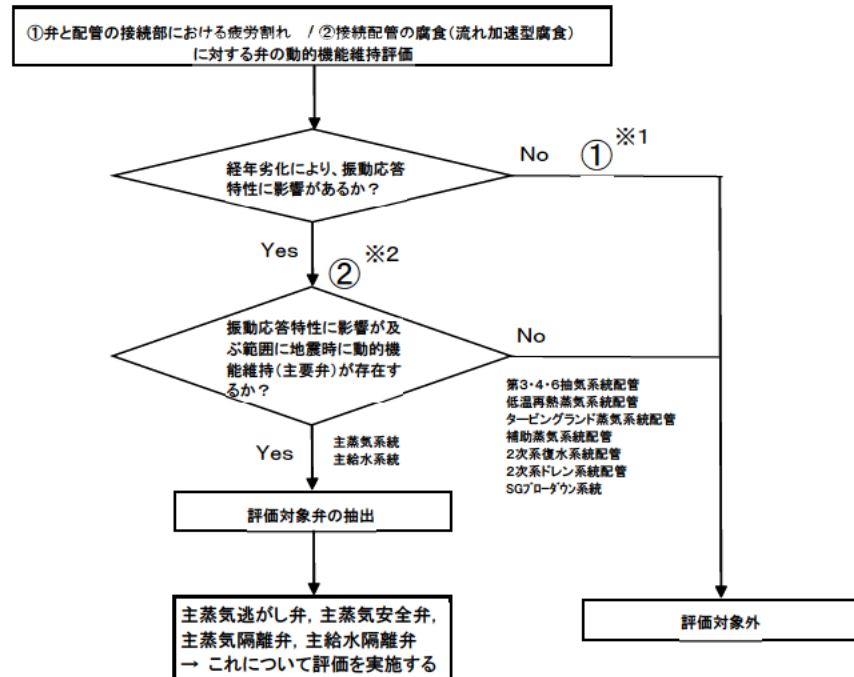 ①弁と配管の接続部における疲労割れ /②接続配管の腐食(流れ加速型腐食)
に対する弁の動的機能維持評価
経年劣化により、振動応答
特性に影響があるか？
No
① ※1
Yes
② ※2
振動応答特性に影響が及
ぶ範囲に地震時に動的機
能維持(主要弁)が存在す
るか？
No
第3・4・6抽気系統配管
低温再熱蒸気系統配管
タービングランド蒸気系統配管
補助蒸気系統配管
2次系復水系統配管
2次系ドレン系統配管
SGブローダウン系統
Yes
主蒸気系統
主給水系統
評価対象弁の抽出
主蒸気逃がし弁，主蒸気安全弁，
主蒸気隔離弁，主給水隔離弁
→ これについて評価を実施する
評価対象外